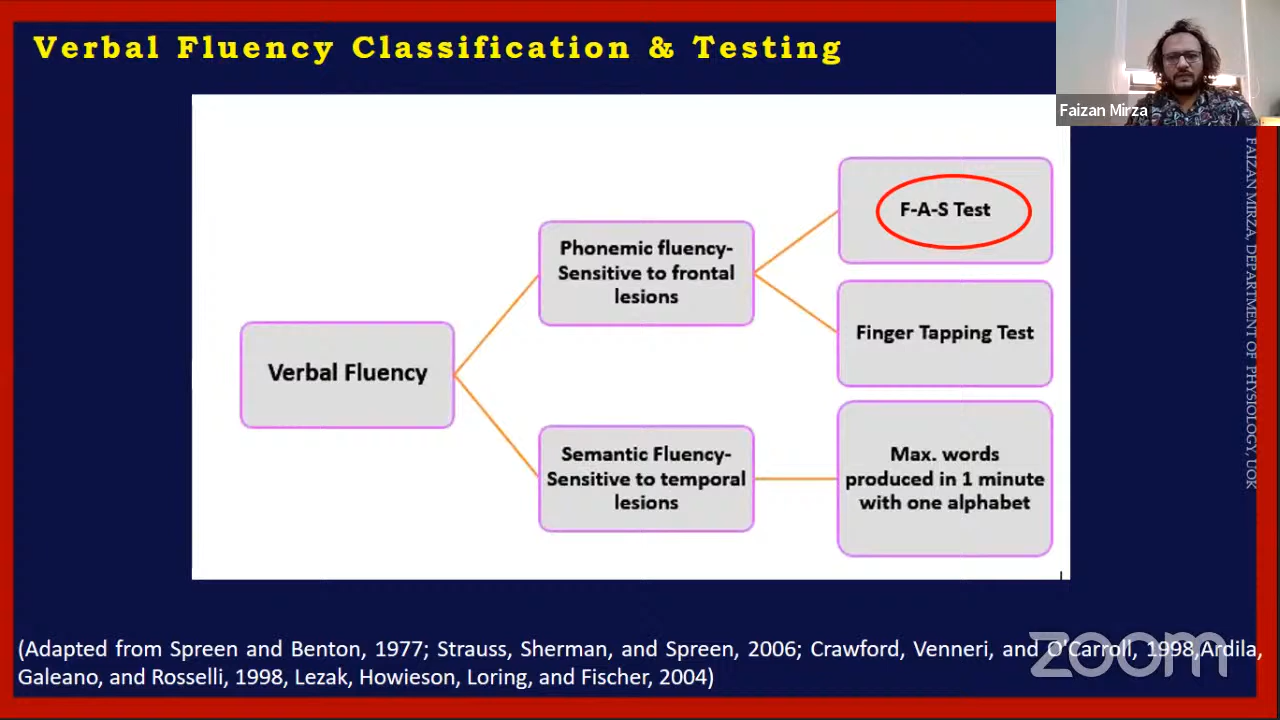 Verbal Fluency Classification & Testing
Faizan Mirza
FAIZAN MIRZA, DEPARTMENT OF PHYSIOLOGY, UOK
F-A-S Test
Phonemic fluency-
Sensitive to frontal
lesions
Finger Tapping Test
Verbal Fluency
Semantic Fluency-
Sensitive to temporal
lesions
Max. words
produced in 1 minute
with one alphabet
(Adapted from Spreen and Benton, 1977; Strauss, Sherman, and Spreen, 2006; Crawford, Venneri, and O'Carroll, 1998,Ardila,
Galeano, and Rosselli, 1998, Lezak, Howieson, Loring, and Fischer, 2004)
zoom